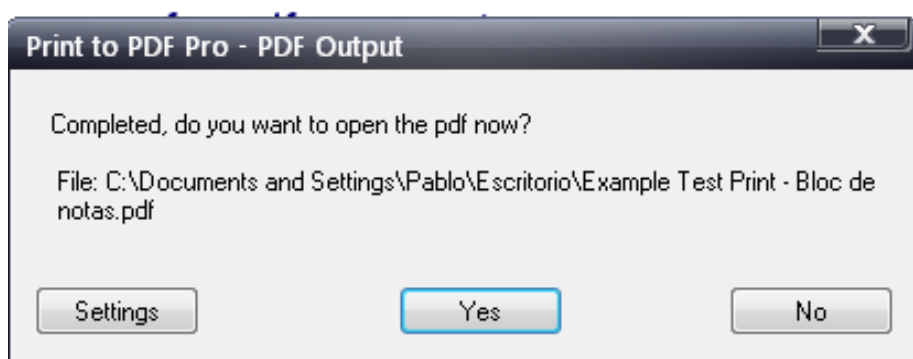 Print to PDF Pro - PDF Output
Completed, do you want to open the pdf now?
File: C:\Documents and Settings\Pablo\Escritorio\Example Test Print - Bloc de
notas.pdf
Settings
Yes
No